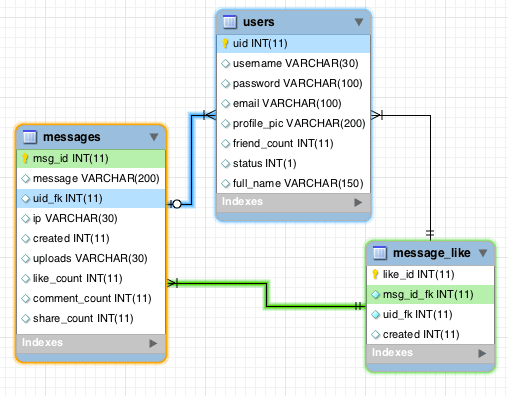 users
uid INT(11)
username VARCHAR(30)
password VARCHAR(100)
email VARCHAR(100)
profile_pic VARCHAR(200)
friend_count INT(11)
status INT(1)
full_name VARCHAR(150)
Indexes
messages
msg_id INT(11)
message VARCHAR(200)
uid_fk INT(11)
ip VARCHAR(30)
created INT(11)
uploads VARCHAR(30)
like_count INT(11)
comment_count INT(11)
share_count INT(11)
Indexes
message_like
like_id INT(11)
msg_id_fk INT(11)
uid_fk INT(11)
created INT(11)
Indexes